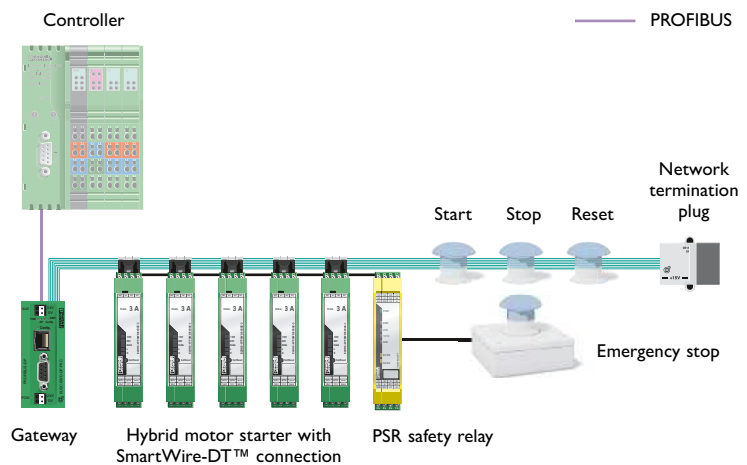 Controller
PROFIBUS
Network
termination
plug
Start
Stop
Reset
3 A
3 A
3 A
3 A
3 A
Emergency stop
Gateway
Hybrid motor starter with
SmartWire-DT™ connection
PSR safety relay